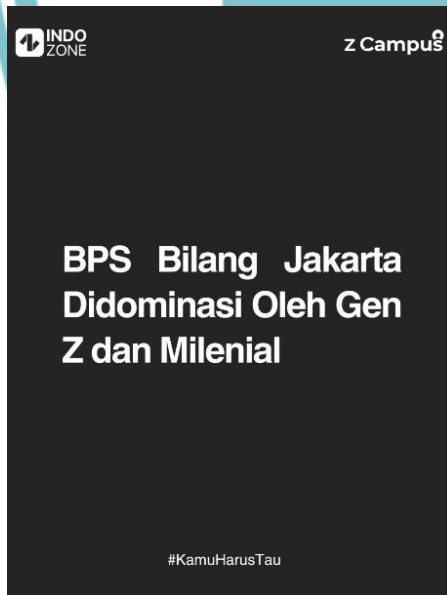 INDO
ZONE
Z Campus
BPS Bilang Jakarta
Didominasi Oleh Gen
Z dan Milenial
#KamuHarusTau